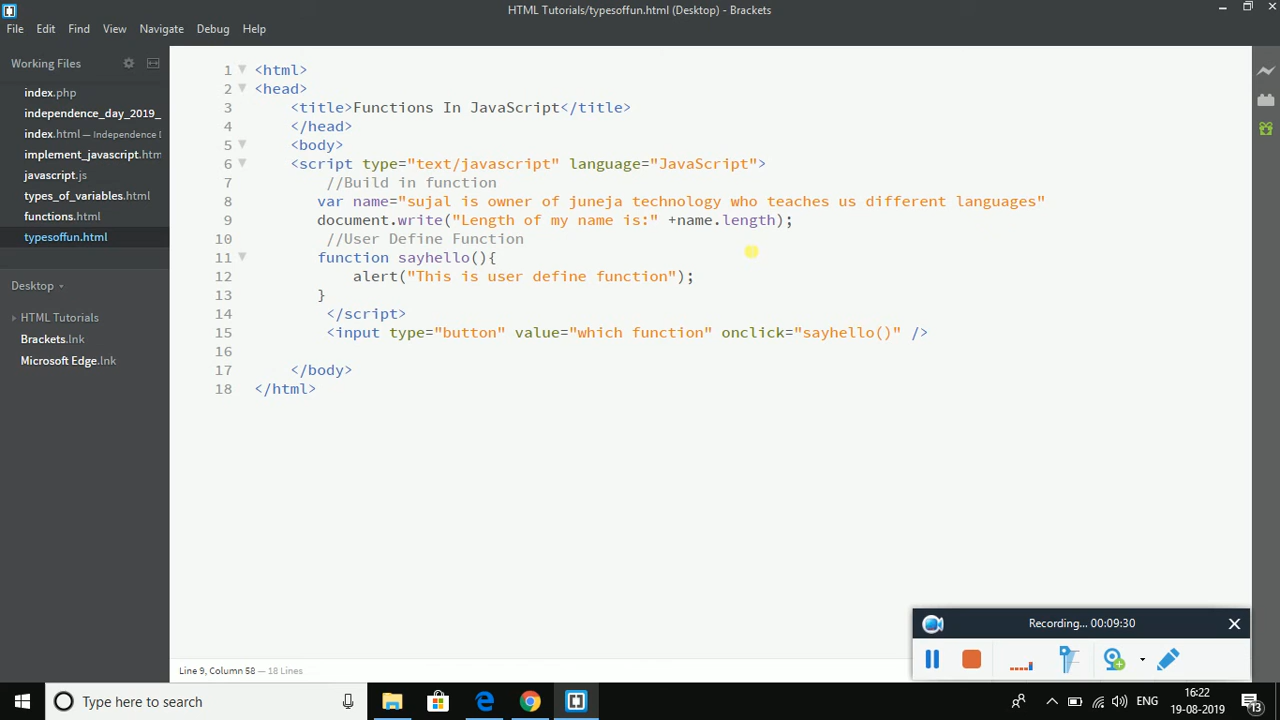 HTML Tutorials/typesoffun.html (Desktop) - Brackets
File Edit Find View Navigate Debug Help
Working Files
index.php
independence_day_2019_
index.html — Independence D
implement_javascript.htm
javascript.js
types_of_variables.html
functions.html
typesoffun.html
Desktop
HTML Tutorials
Brackets.lnk
Microsoft Edge.lnk
1 <html>
2 <head>
3 <title>Functions In JavaScript</title>
4 </head>
5 <body>
6 <script type="text/javascript" language="JavaScript">
7 //Build in function
8 var name="sujal is owner of juneja technology who teaches us different languages"
9 document.write("Length of my name is:" +name.length);
10 //User Define Function
11 function sayhello(){
12 alert("This is user define function");
13 }
14 </script>
15 <input type="button" value="which function" onclick="sayhello()" />
16
17 </body>
18 </html>
Line 9, Column 58 — 18 Lines
Recording... 00:09:30
Type here to search
ENG
16:22
19-08-2019
13